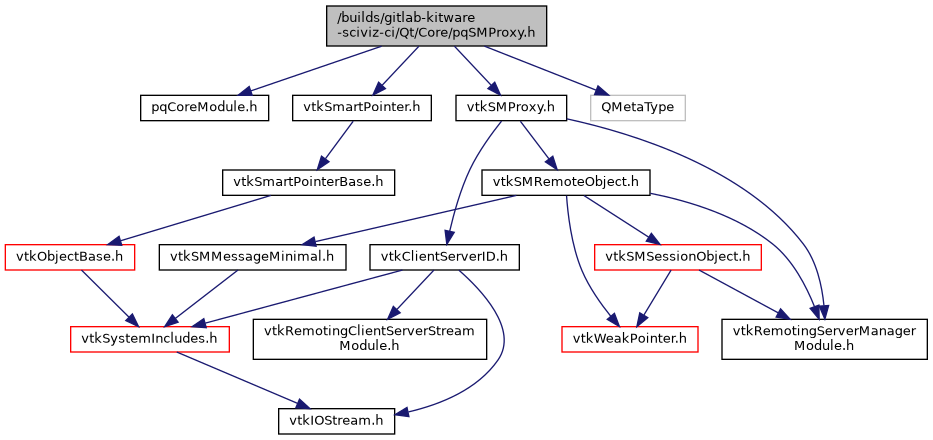 /builds/gitlab-kitware
-sciviz-ci/Qt/Core/pqSMProxy.h
pqCoreModule.h
vtkSmartPointer.h
vtkSMProxy.h
QMetaType
vtkSmartPointerBase.h
vtkSMRemoteObject.h
vtkObjectBase.h
vtkSMMessageMinimal.h
vtkClientServerID.h
vtkSMSessionObject.h
vtkSystemIncludes.h
vtkRemotingClientServerStream
Module.h
vtkWeakPointer.h
vtkRemotingServerManager
Module.h
vtkIOStream.h